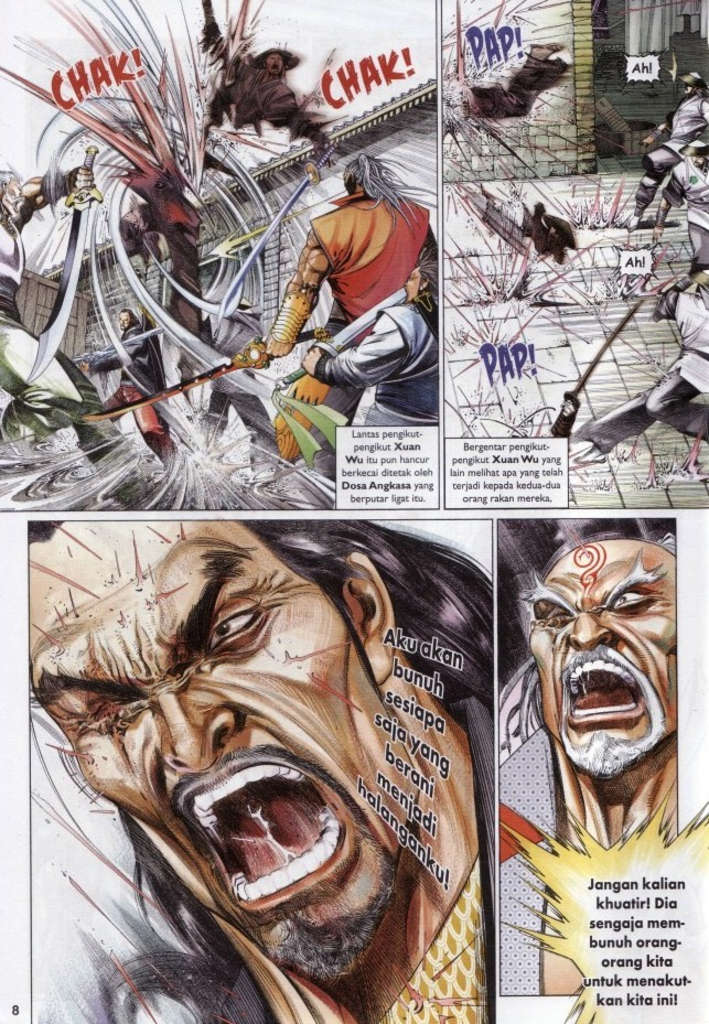 CHAK!
CHAK!
Lantas pengikut-
pengikut Xuan
Wu itu pun hancur
berkecai ditetak oleh
Dosa Angkasa yang
berputar ligat itu.
PAP!
Ah!
Ah!
PAP!
Bergentar pengikut-
pengikut Xuan Wu yang
lain melihat apa yang telah
terjadi kepada kedua-dua
orang rakan mereka.
Aku akan
bunuh
sesiapa
saja yang
berani
menjadi
halanganku!
Jangan kalian
khuatir! Dia
sengaja mem-
bunuh orang-
orang kita
untuk menakut-
kan kita ini!
8